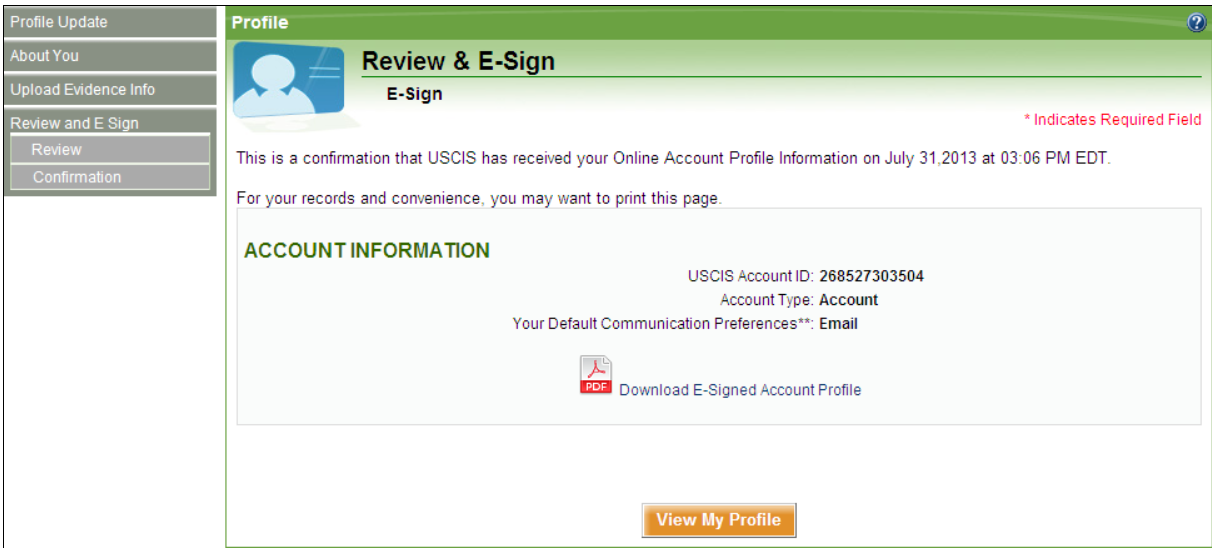 Profile Update
About You
Upload Evidence Info
Review and E Sign
Review
Confirmation
Profile
?
Review & E-Sign
E-Sign
* Indicates Required Field
This is a confirmation that USCIS has received your Online Account Profile Information on July 31,2013 at 03:06 PM EDT.
For your records and convenience, you may want to print this page.
ACCOUNT INFORMATION
USCIS Account ID: 268527303504
Account Type: Account
Your Default Communication Preferences**: Email
PDF
Download E-Signed Account Profile
View My Profile